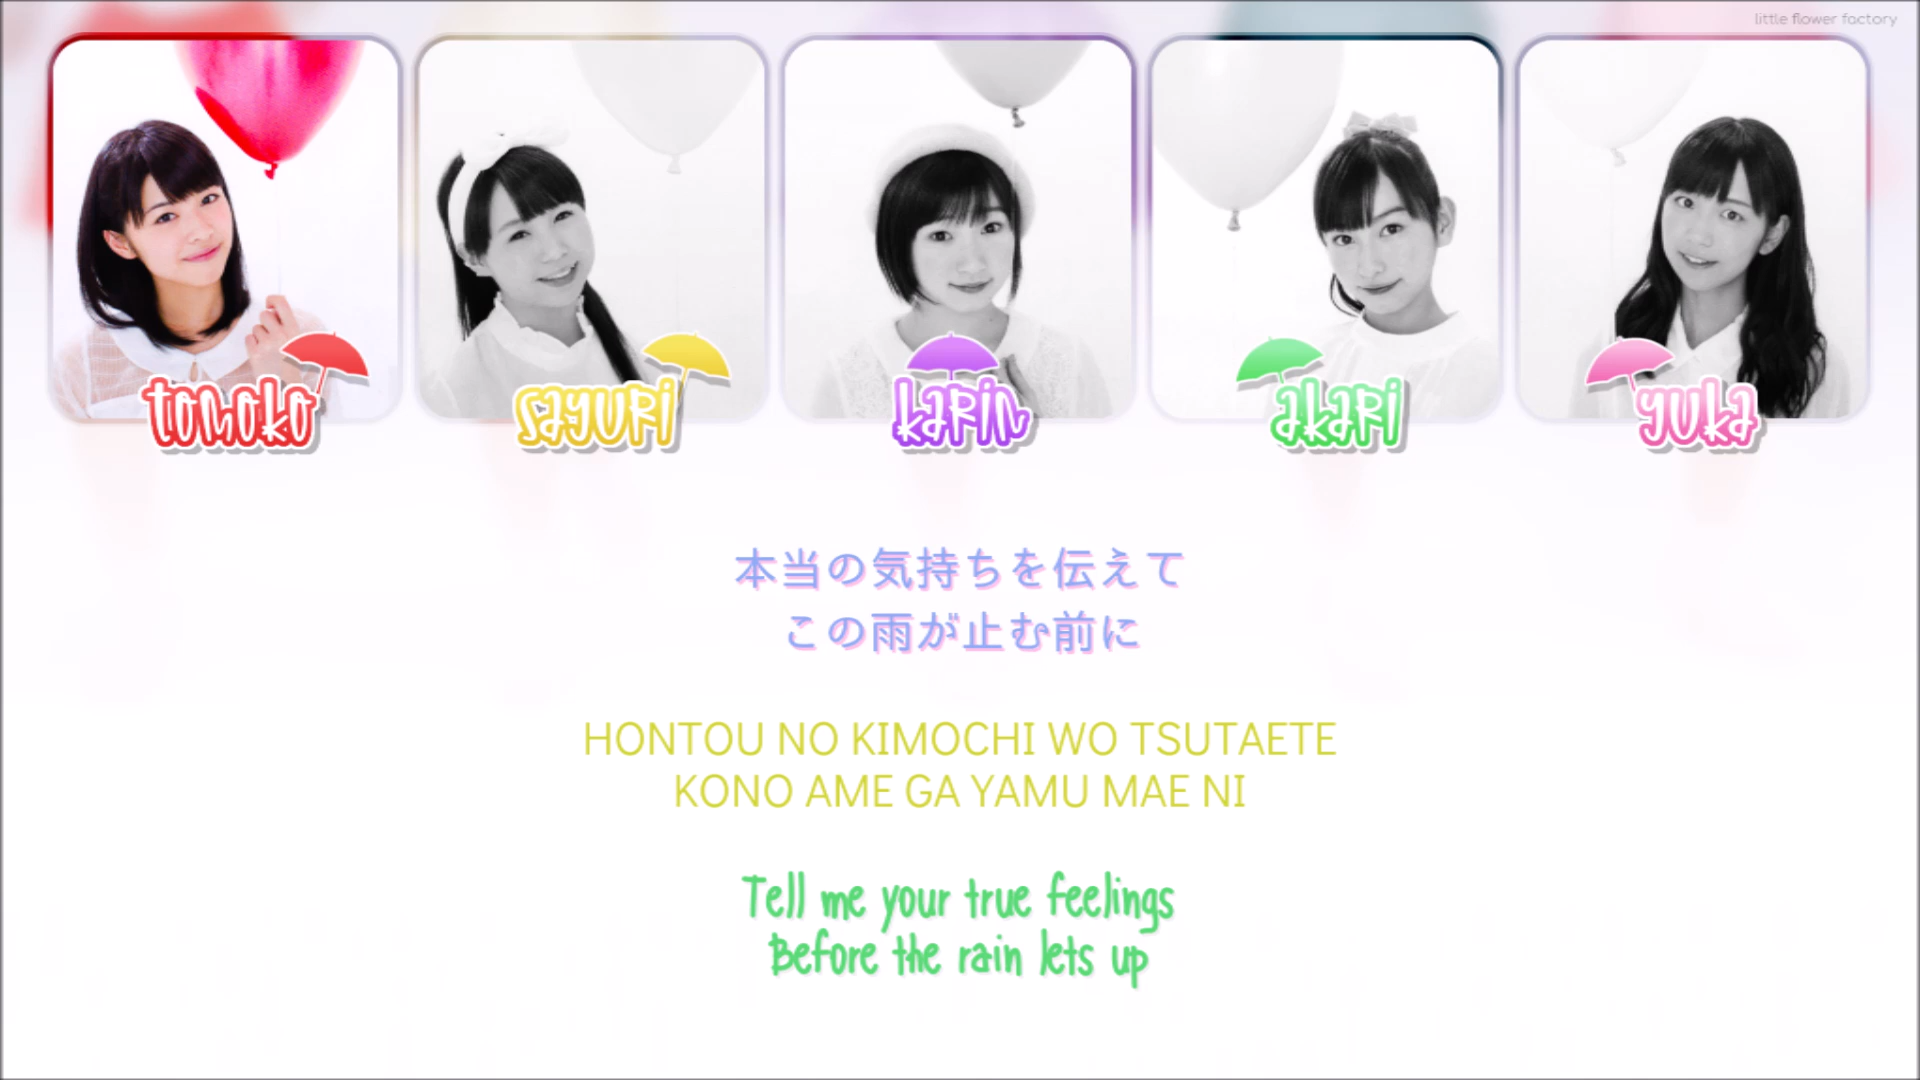 little flower factory
tomoko
sayuri
karin
akari
yuka
本当の気持ちを伝えて
この雨が止む前に
HONTOU NO KIMOCHI WO TSUTAETE
KONO AME GA YAMU MAE NI
Tell me your true feelings
Before the rain lets up